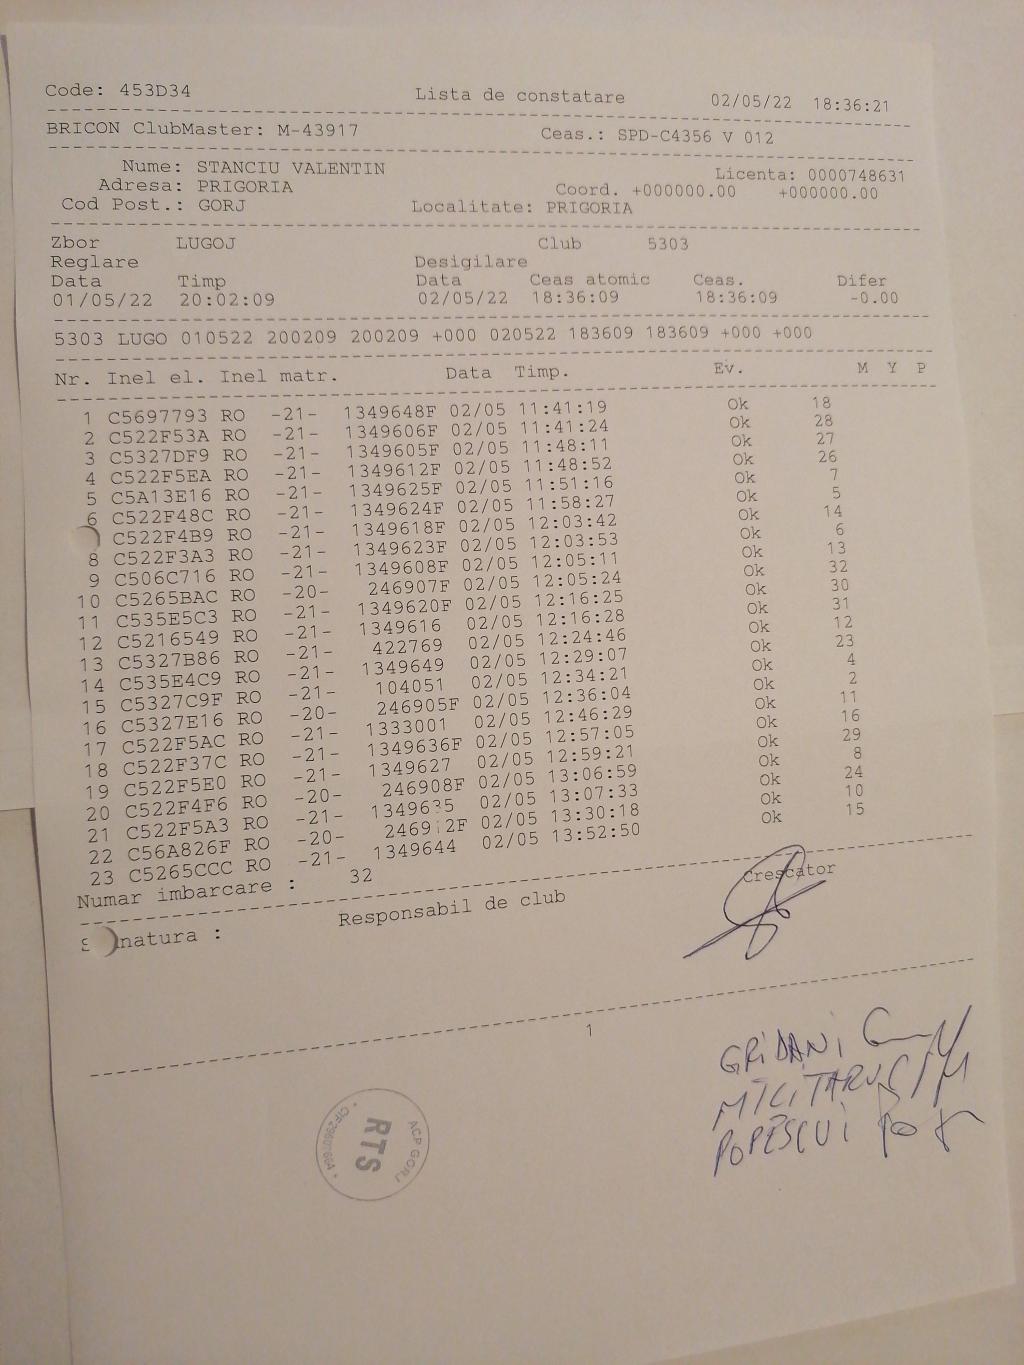 Code: 453D34 Lista de constatare 02/05/22 18:36:21
BRICON ClubMaster: M-43917 Ceas.: SPD-C4356 V 012
Nume: STANCIU VALENTIN Licenta: 0000748631
Adresa: PRIGORIA Coord. +000000.00 +000000.00
Cod Post.: GORJ Localitate: PRIGORIA
Zbor LUGOJ Club 5303
Reglare Desigilare
Data Timp Data Ceas atomic Ceas. Difer
01/05/22 20:02:09 02/05/22 18:36:09 18:36:09 -0.00
5303 LUGO 010522 200209 200209 +000 020522 183609 183609 +000 +000
Nr. Inel el. Inel matr. Data Timp. Ev. M Y P
1 C5697793 RO -21- 1349648F 02/05 11:41:19 Ok 18
2 C522F53A RO -21- 1349606F 02/05 11:41:24 Ok 28
3 C5327DF9 RO -21- 1349605F 02/05 11:48:11 Ok 27
4 C522F5EA RO -21- 1349612F 02/05 11:48:52 Ok 26
5 C5A13E16 RO -21- 1349625F 02/05 11:51:16 Ok 7
6 C522F48C RO -21- 1349624F 02/05 11:58:27 Ok 5
C522F4B9 RO -21- 1349618F 02/05 12:03:42 Ok 14
8 C522F3A3 RO -21- 1349623F 02/05 12:03:53 Ok 6
9 C506C716 RO -21- 1349608F 02/05 12:05:11 Ok 13
10 C5265BAC RO -20- 246907F 02/05 12:05:24 Ok 32
11 C535E5C3 RO -21- 1349620F 02/05 12:16:25 Ok 30
12 C5216549 RO -21- 1349616 02/05 12:16:28 Ok 31
13 C5327B86 RO -21- 422769 02/05 12:24:46 Ok 12
14 C535E4C9 RO -21- 1349649 02/05 12:29:07 Ok 23
15 C5327C9F RO -21- 104051 02/05 12:34:21 Ok 4
16 C5327E16 RO -20- 246905F 02/05 12:36:04 Ok 2
17 C522F5AC RO -21- 1333001 02/05 12:46:29 Ok 11
18 C522F37C RO -21- 1349636F 02/05 12:57:05 Ok 16
19 C522F5E0 RO -21- 1349627 02/05 12:59:21 Ok 29
20 C522F4F6 RO -20- 246908F 02/05 13:06:59 Ok 8
21 C522F5A3 RO -21- 1349635 02/05 13:07:33 Ok 24
22 C56A826F RO -20- 246912F 02/05 13:30:18 Ok 10
23 C5265CCC RO -21- 1349644 02/05 13:52:50 Ok 15
Numar imbarcare : 32
Responsabil de club Crescator
natura :
1
GRIDANI
MILITARU
POPESCU
ACP GORJ
RTS